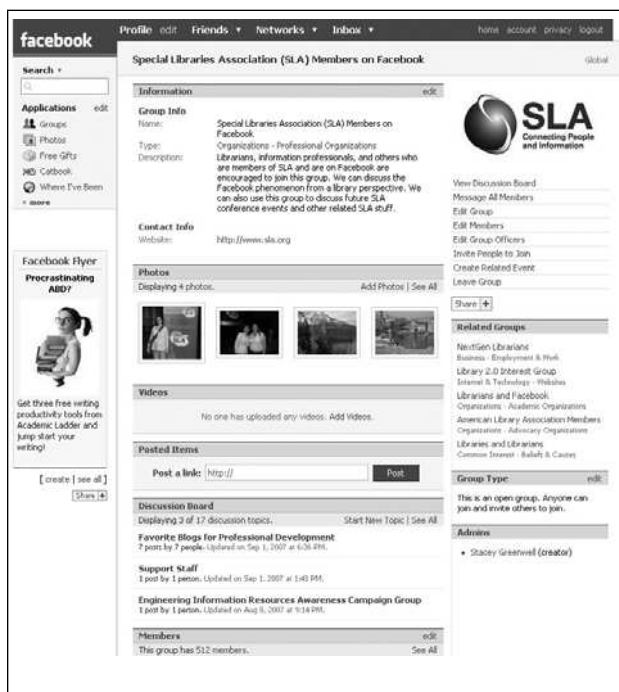 facebook
Profile edit Friends ▾ Networks ▾ Inbox ▾
home account privacy logout
Search ▾
Applications edit
Groups
Photos
Free Gifts
Catbook
Where I've Been
▾ more
Facebook Flyer
Procrastinating
ABD?
Get three free writing
productivity tools from
Academic Ladder and
jump start your
writing!
[ create | see all ]
Share +
Special Libraries Association (SLA) Members on Facebook
Global
Information edit
Group Info
Name: Special Libraries Association (SLA) Members on
Facebook
Type: Organizations - Professional Organizations
Description: Librarians, information professionals, and others who
are members of SLA and are on Facebook are
encouraged to join this group. We can discuss the
Facebook phenomenon from a library perspective. We
can also use this group to discuss future SLA
conference events and other related SLA stuff.
Contact Info
Website: http://www.sla.org
Photos
Displaying 4 photos. Add Photos | See All
Videos
No one has uploaded any videos. Add Videos.
Posted Items
Post a link: http:// Post
Discussion Board
Displaying 3 of 17 discussion topics. Start New Topic | See All
Favorite Blogs for Professional Development
7 posts by 7 people. Updated on Sep 1, 2007 at 6:36 PM.
Support Staff
1 post by 1 person. Updated on Sep 1, 2007 at 1:40 PM.
Engineering Information Resources Awareness Campaign Group
1 post by 1 person. Updated on Aug 8, 2007 at 9:14 PM.
Members edit
This group has 512 members. See All
SLA
Connecting People
and Information
View Discussion Board
Message All Members
Edit Group
Edit Members
Edit Group Officers
Invite People to Join
Create Related Event
Leave Group
Share +
Related Groups
NextGen Librarians
Business - Employment & Work
Library 2.0 Interest Group
Internet & Technology - Websites
Librarians and Facebook
Organizations - Academic Organizations
American Library Association Members
Organizations - Advocacy Organizations
Libraries and Librarians
Common Interest - Beliefs & Causes
Group Type edit
This is an open group. Anyone can
join and invite others to join.
Admins
• Stacey Greenwell (creator)